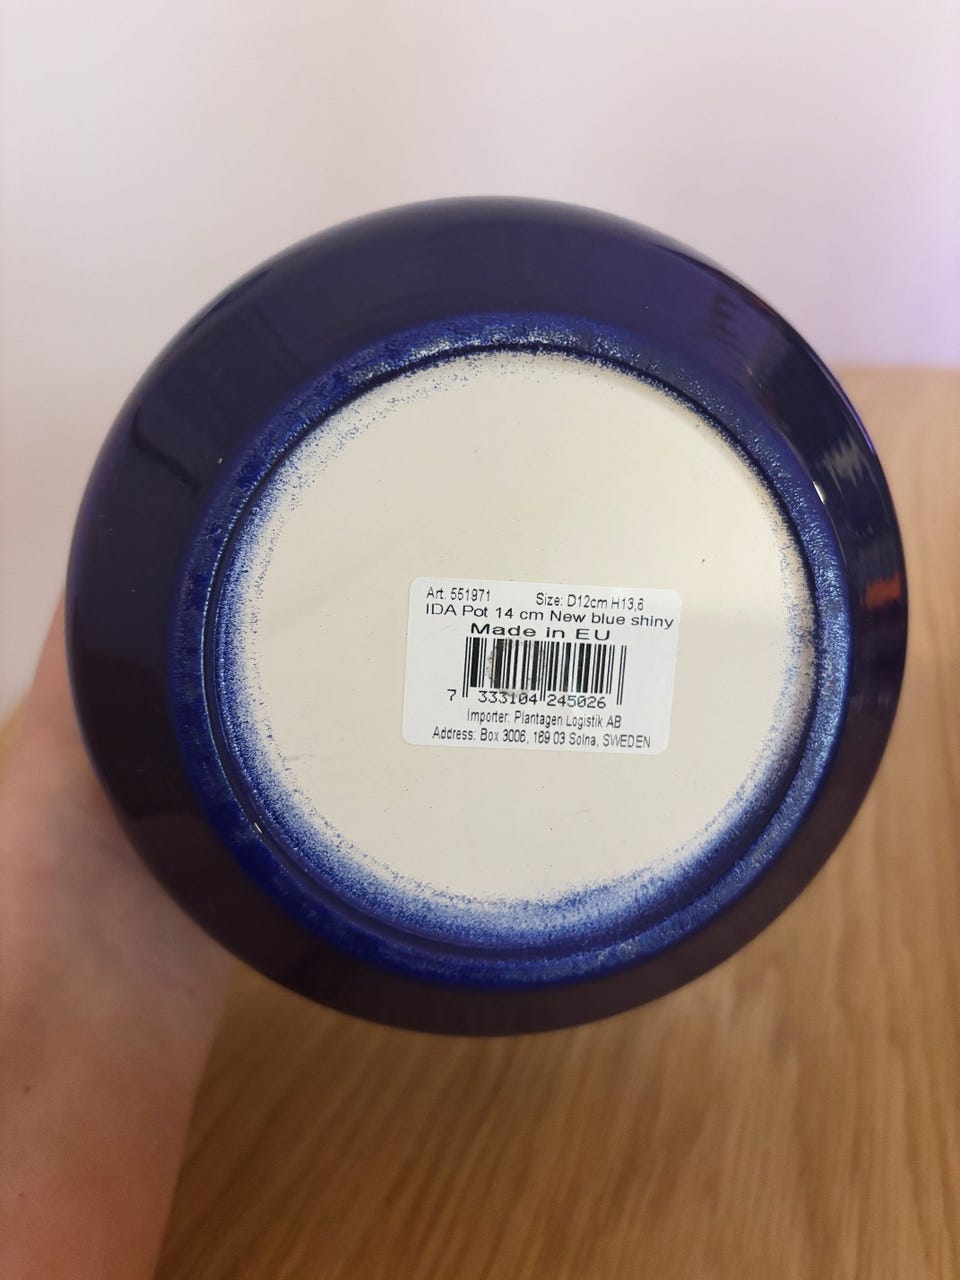 Art. 551971 Size: D12cm H13,6
IDA Pot 14 cm New blue shiny
Made in EU
7 333104 245026
Importer: Plantagen Logistik AB
Address: Box 3006, 169 03 Solna, SWEDEN